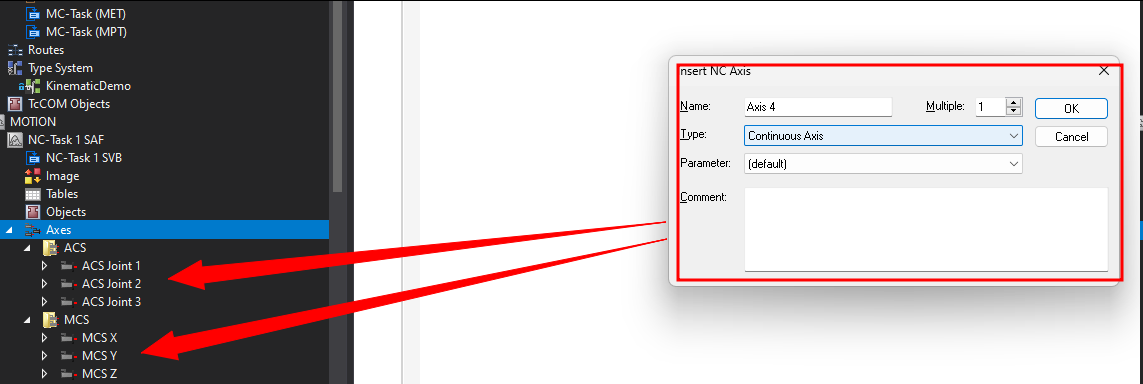 MC-Task (MET)
MC-Task (MPT)
Routes
Type System
KinematicDemo
TcCOM Objects
MOTION
NC-Task 1 SAF
NC-Task 1 SVB
Image
Tables
Objects
Axes
ACS
ACS Joint 1
ACS Joint 2
ACS Joint 3
MCS
MCS X
MCS Y
MCS Z
nsert NC Axis
Name: Axis 4 Multiple: 1 OK
Type: Continuous Axis Cancel
Parameter: (default)
Comment: